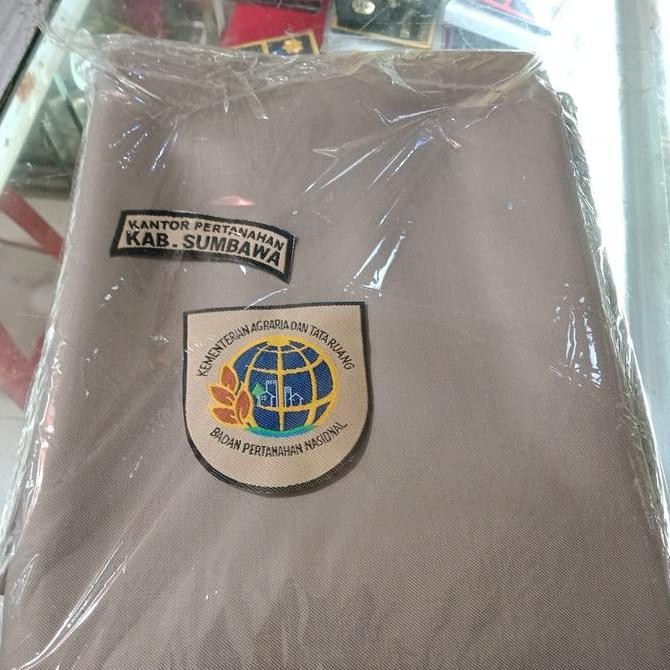 KANTOR PERTANAHAN
KAB. SUMBAWA
KEMENTERIAN AGRARIA DAN TATA RUANG
BADAN PERTANAHAN NASIONAL